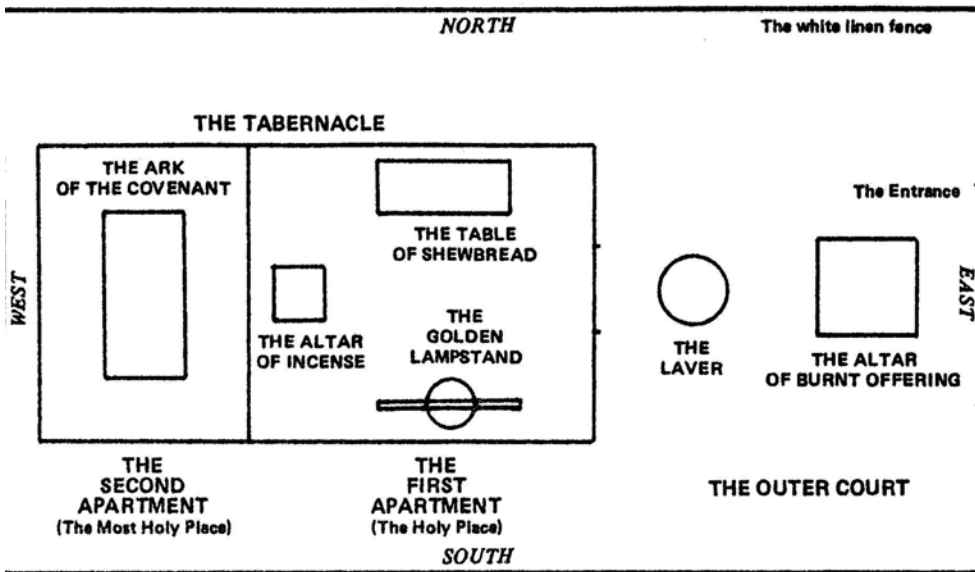 NORTH
The white linen fence
THE TABERNACLE
THE ARK
OF THE COVENANT
THE TABLE
OF SHEWBREAD
The Entrance
WEST
EAST
THE ALTAR
OF INCENSE
THE
GOLDEN
LAMPSTAND
THE
LAVER
THE ALTAR
OF BURNT OFFERING
THE
SECOND
APARTMENT
(The Most Holy Place)
THE
FIRST
APARTMENT
(The Holy Place)
THE OUTER COURT
SOUTH